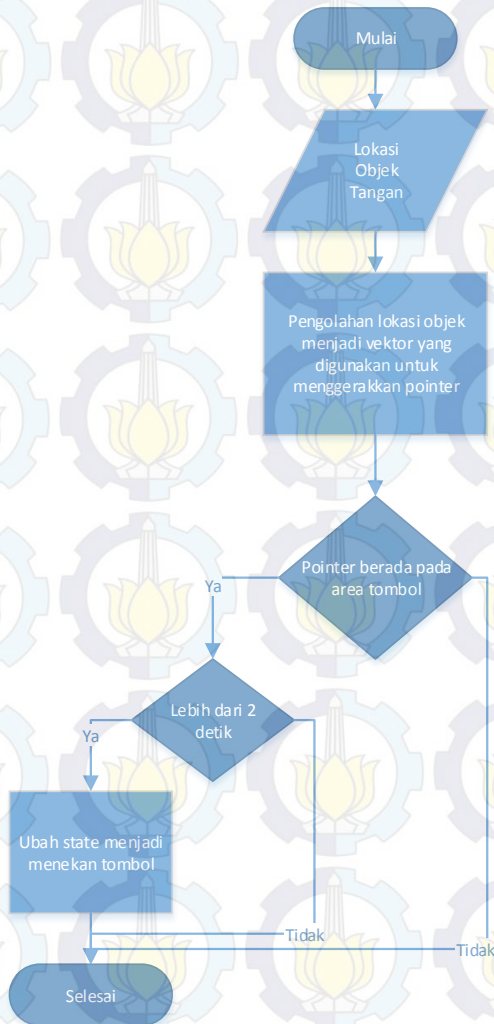 Mulai
Lokasi
Objek
Tangan
Pengolahan lokasi objek
menjadi vektor yang
digunakan untuk
menggerakkan pointer
Pointer berada pada
area tombol
Ya
Lebih dari 2
detik
Ya
Ubah state menjadi
menekan tombol
Tidak
Tidak
Selesai